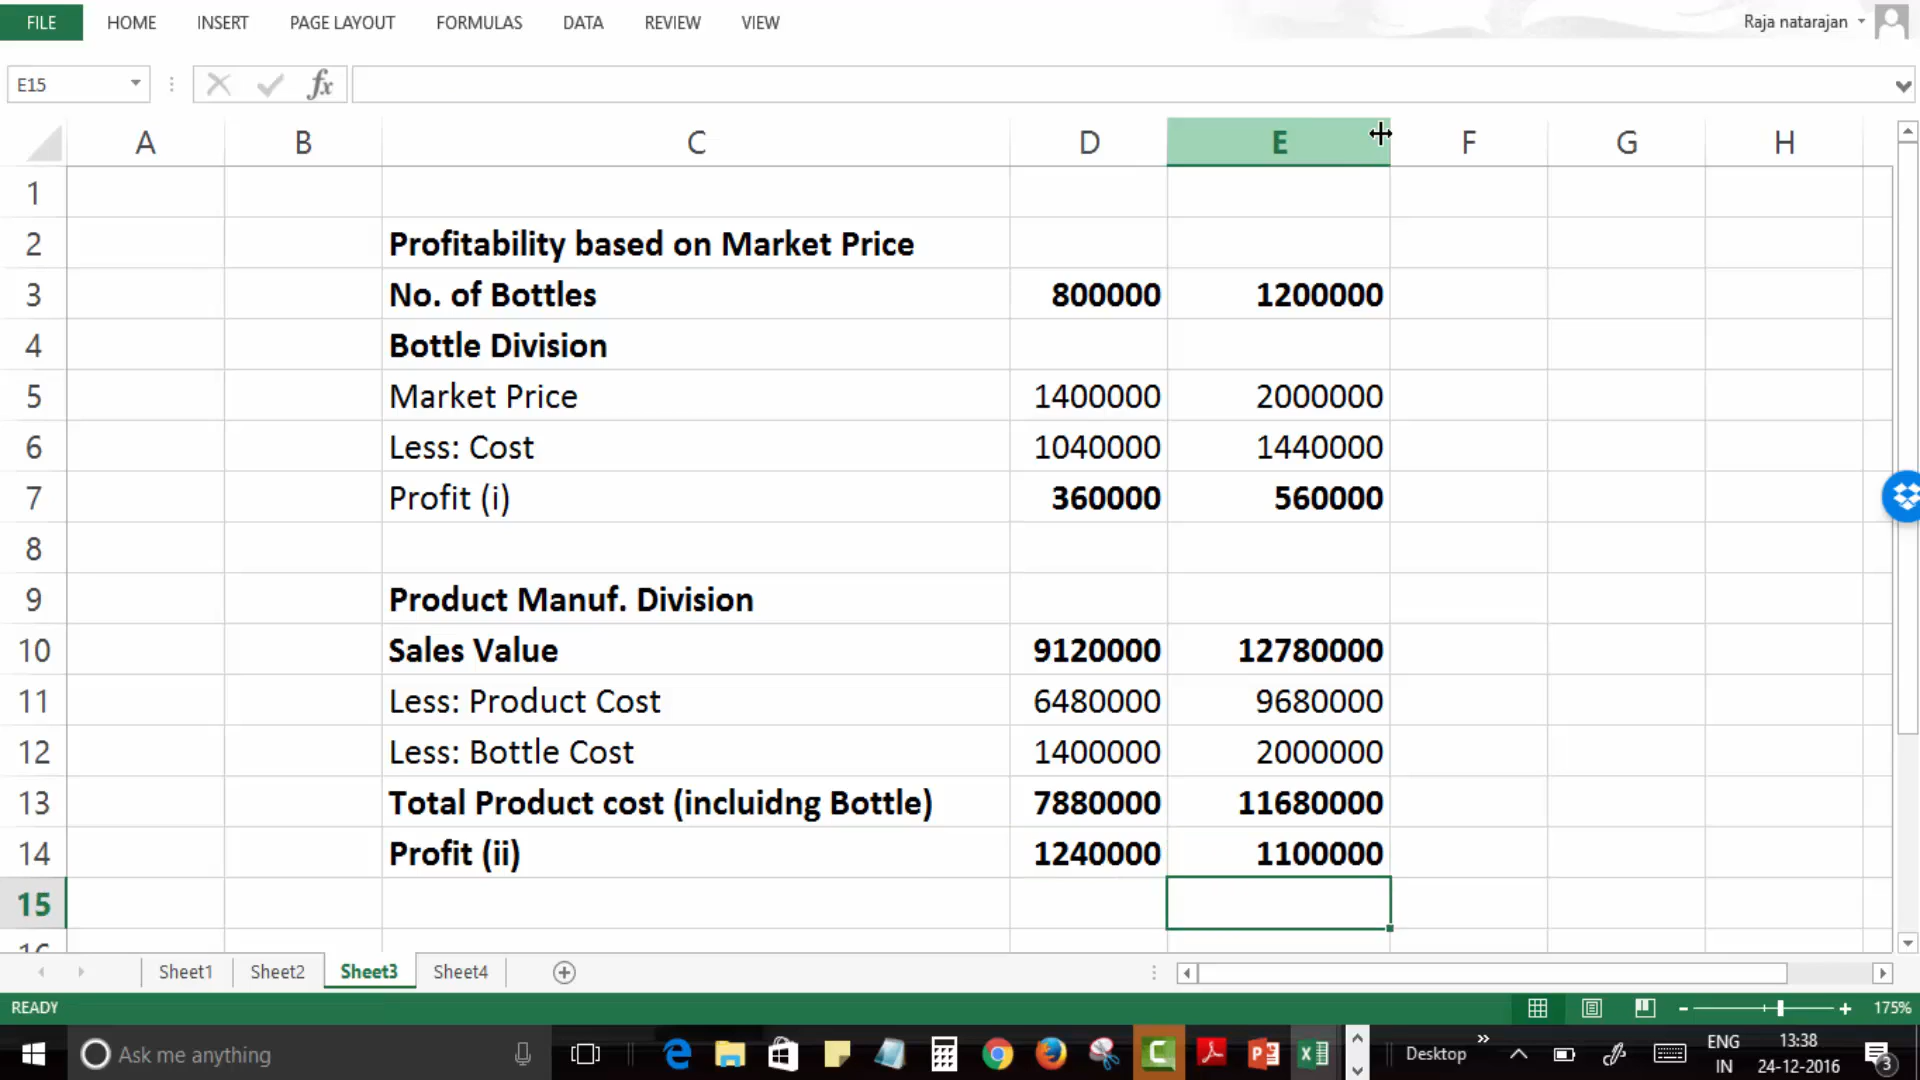 FILE HOME INSERT PAGE LAYOUT FORMULAS DATA REVIEW VIEW Raja natarajan
E15 fx
A B C D E F G H
1
2 Profitability based on Market Price
3 No. of Bottles 800000 1200000
4 Bottle Division
5 Market Price 1400000 2000000
6 Less: Cost 1040000 1440000
7 Profit (i) 360000 560000
8
9 Product Manuf. Division
10 Sales Value 9120000 12780000
11 Less: Product Cost 6480000 9680000
12 Less: Bottle Cost 1400000 2000000
13 Total Product cost (incluidng Bottle) 7880000 11680000
14 Profit (ii) 1240000 1100000
15
Sheet1 Sheet2 Sheet3 Sheet4
READY 175%
Ask me anything Desktop ENG 13:38
IN 24-12-2016 3